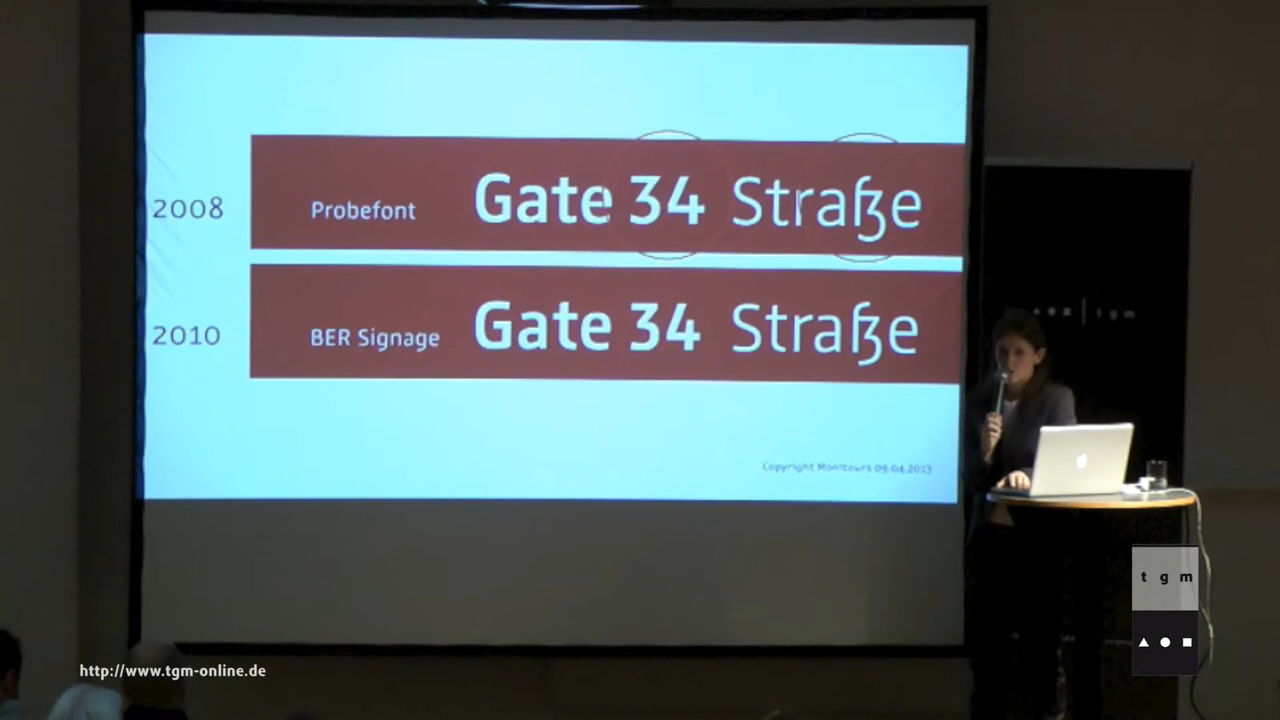 2008 Probefont Gate 34 Straße
2010 BER Signage Gate 34 Straße
Copyright Moniteurs 09.04.2013
tgm
t g m
http://www.tgm-online.de